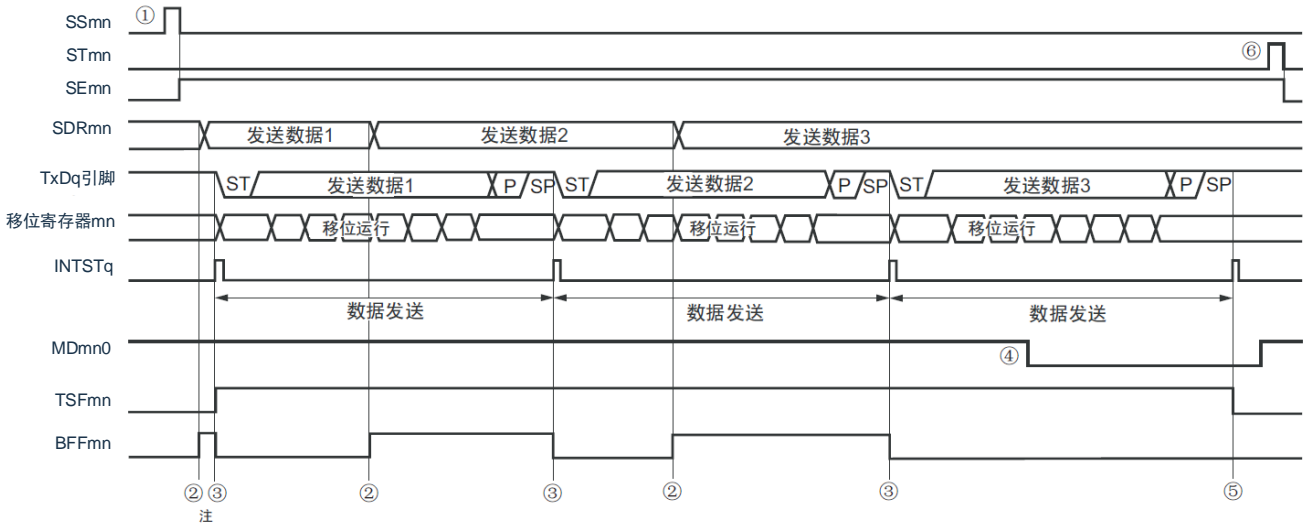 SSmn ①
STmn ⑥
SEmn
SDRmn 发送数据1 发送数据2 发送数据3
TxDq引脚 ST 发送数据1 P SP ST 发送数据2 P SP ST 发送数据3 P SP
移位寄存器mn 移位运行 移位运行 移位运行
INTSTq
数据发送 数据发送 数据发送
MDmn0 ④
TSFmn
BFFmn
② ③ ② ③ ② ③ ⑤
注